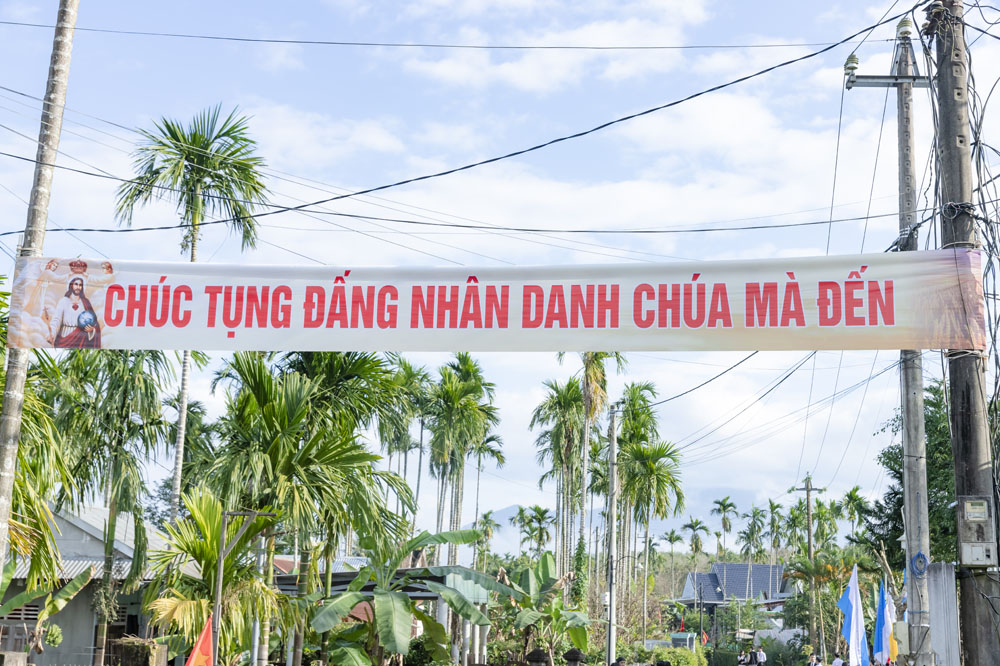 CHÚC TỤNG ĐẤNG NHÂN DANH CHÚA MÀ ĐẾN